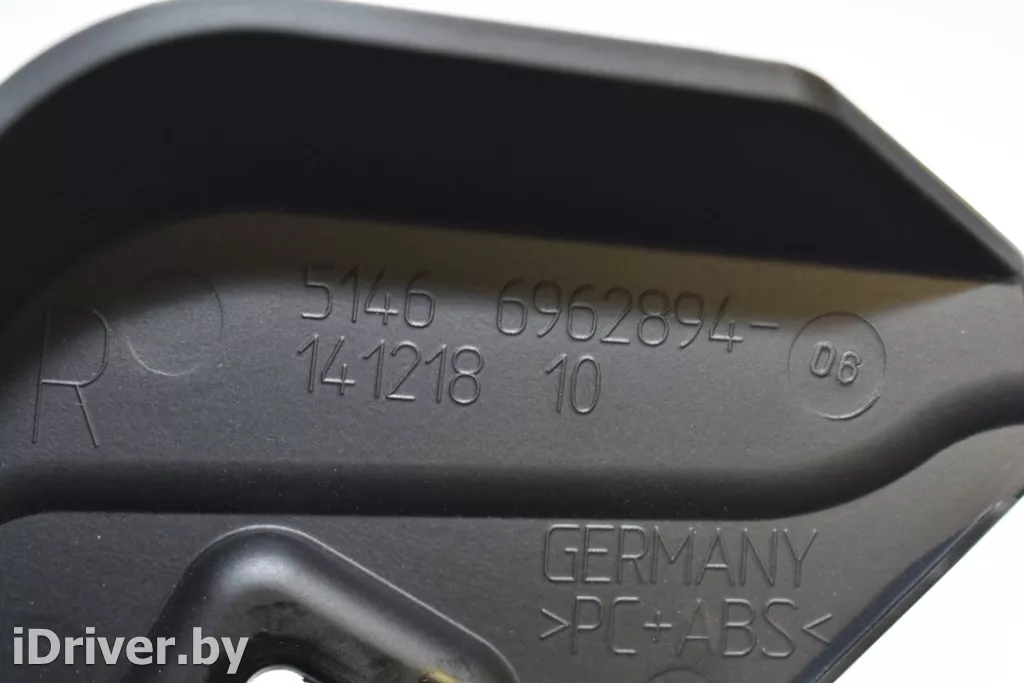 R
5146 6962894-
141218 10
06
GERMANY
>PC+ABS<
iDriver.by